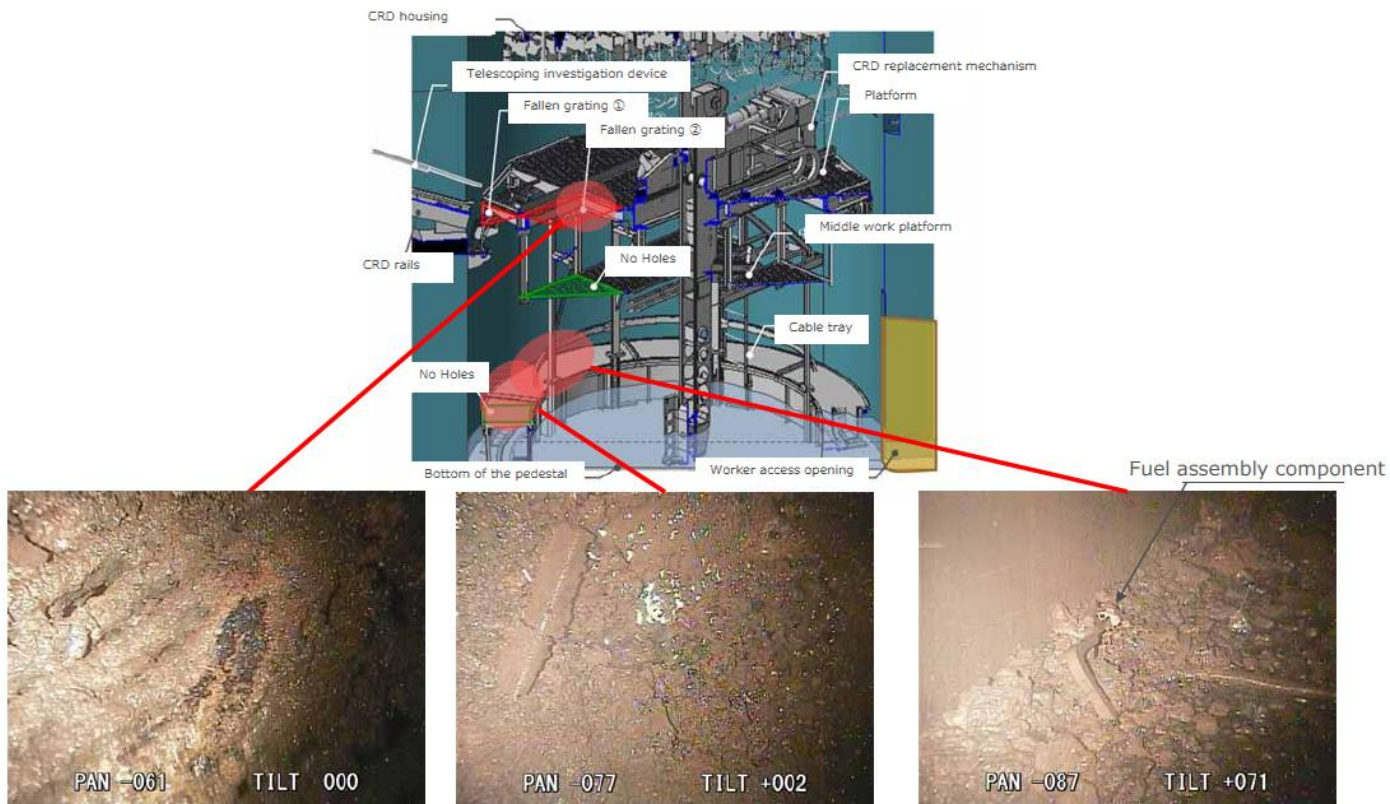 CRD housing
Telescoping investigation device
CRD replacement mechanism
Fallen grating ①
Platform
Fallen grating ②
Middle work platform
No Holes
CRD rails
Cable tray
No Holes
Bottom of the pedestal
Worker access opening
Fuel assembly component
PAN -061 TILT 000
PAN -077 TILT +002
PAN -087 TILT +071